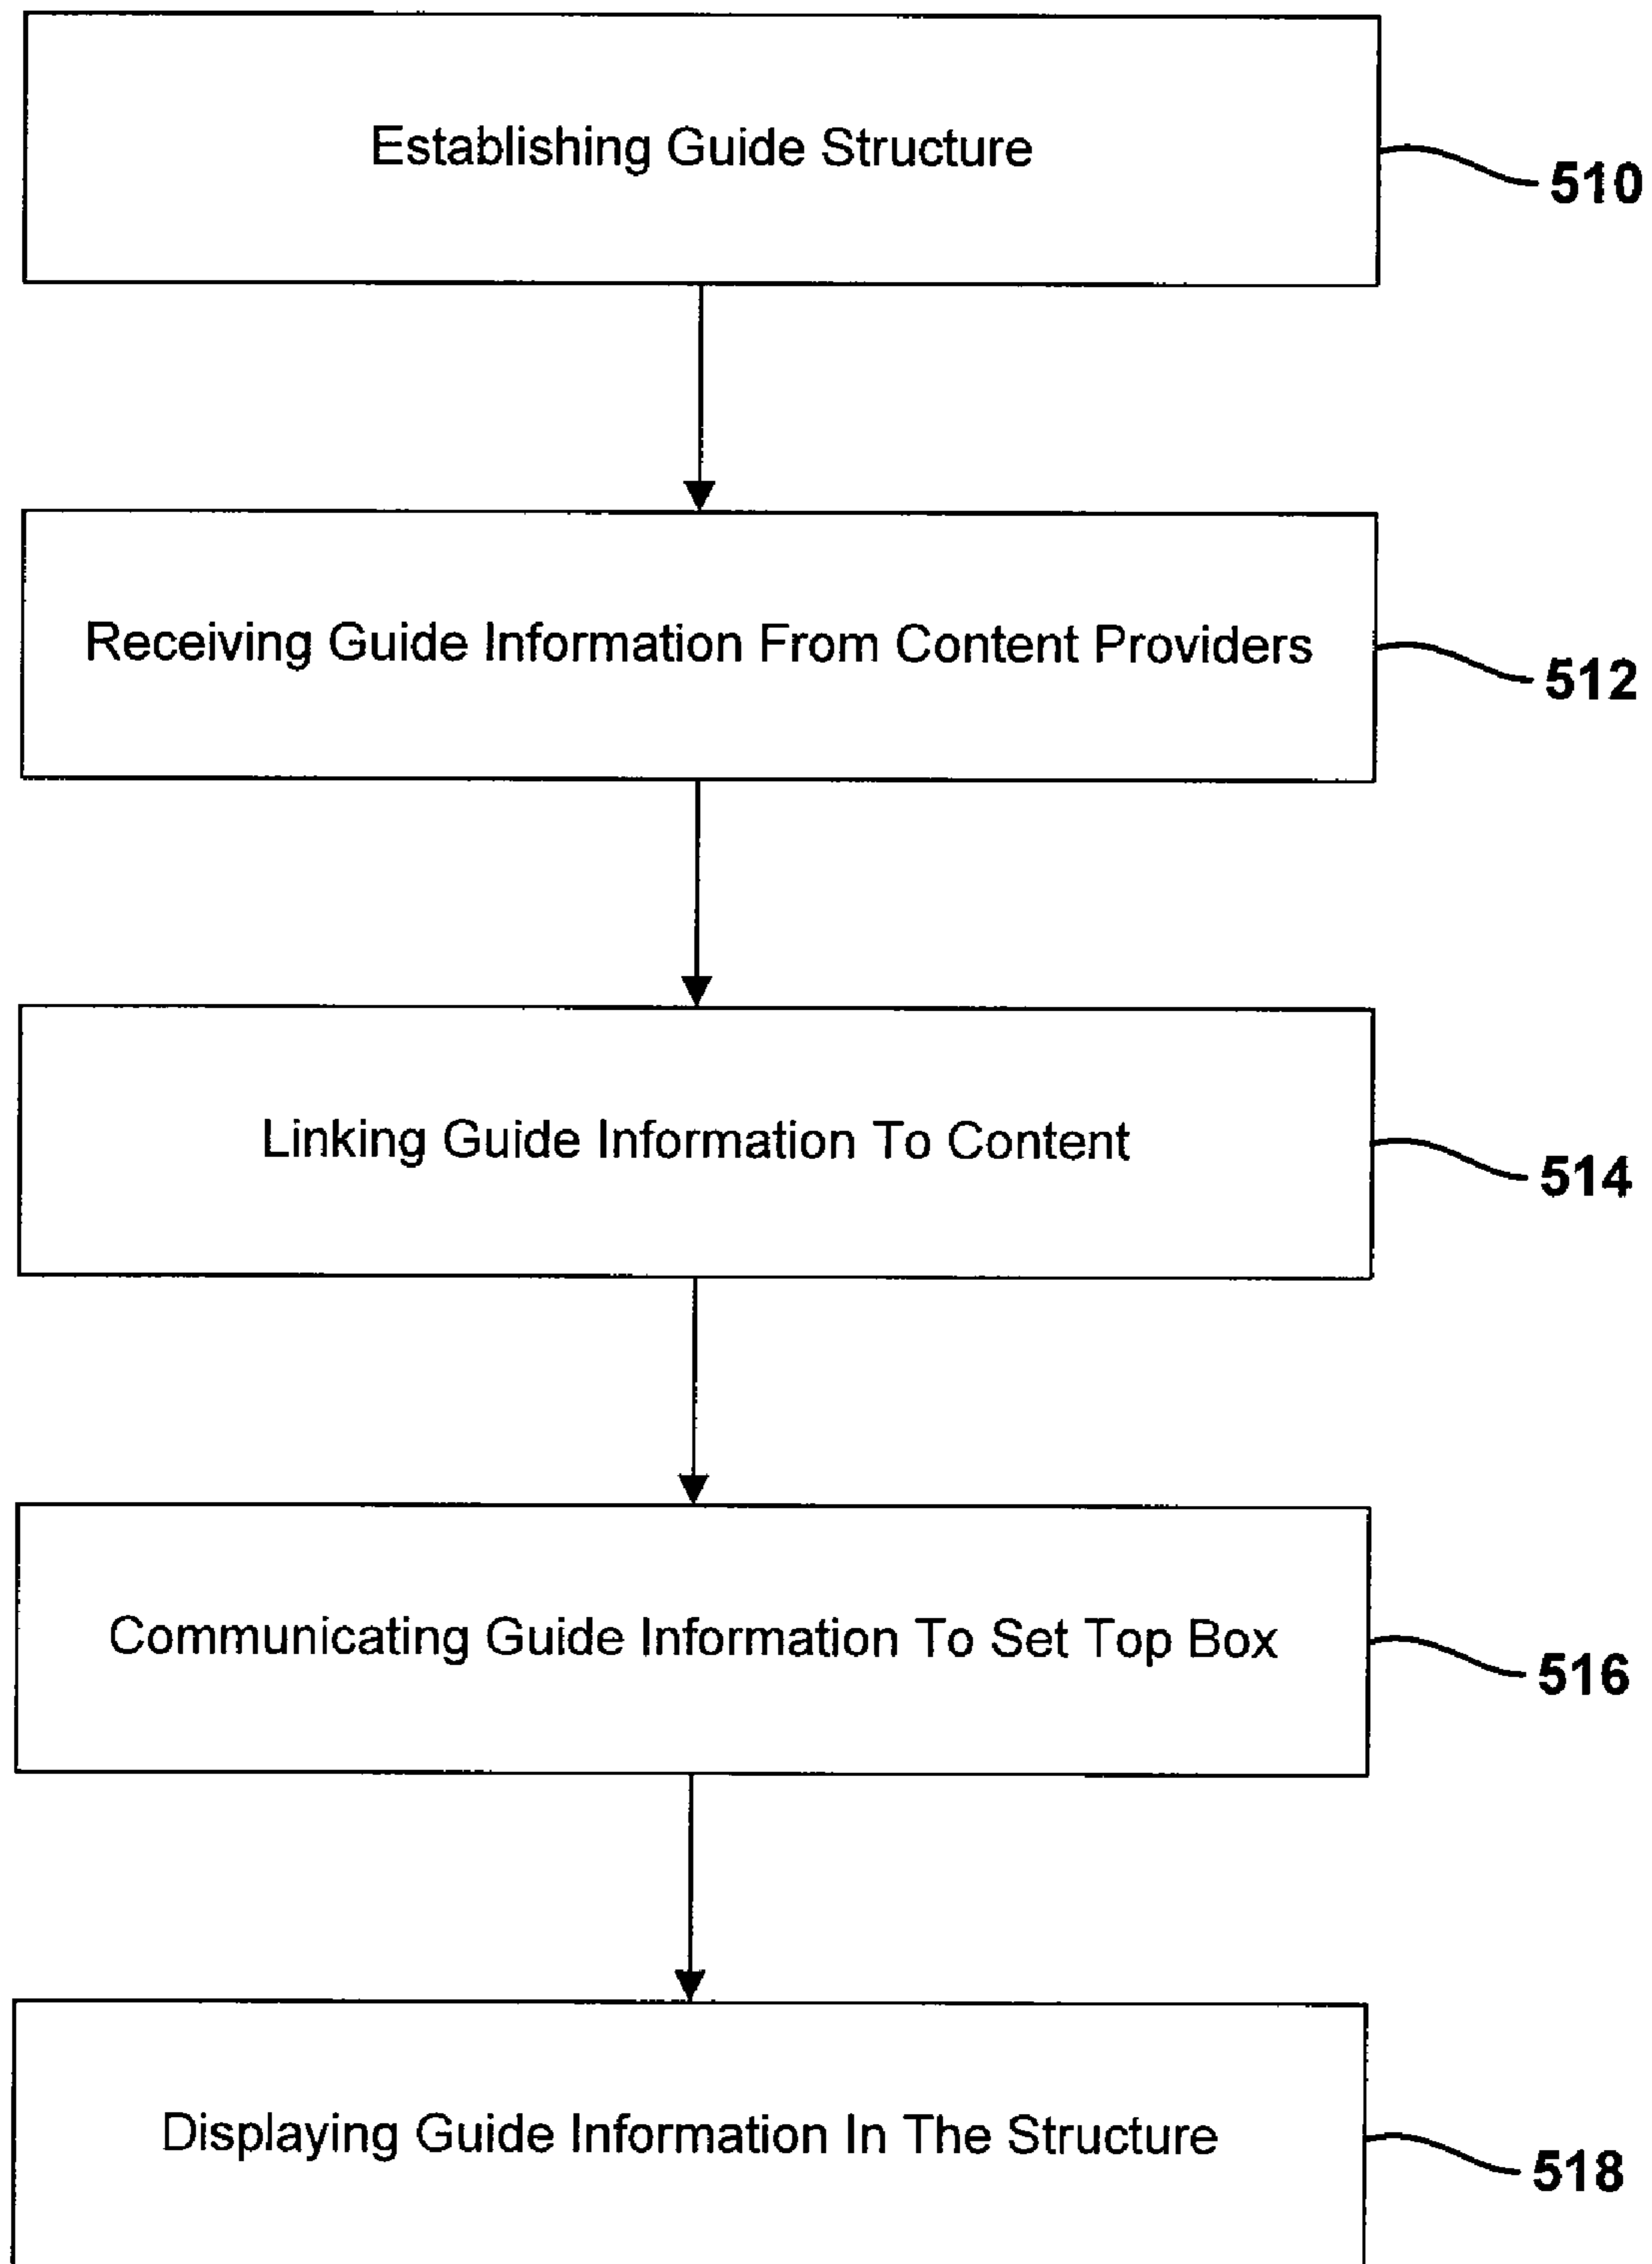 Establishing Guide Structure
510
Receiving Guide Information From Content Providers
512
Linking Guide Information To Content
514
Communicating Guide Information To Set Top Box
516
Displaying Guide Information In The Structure
518